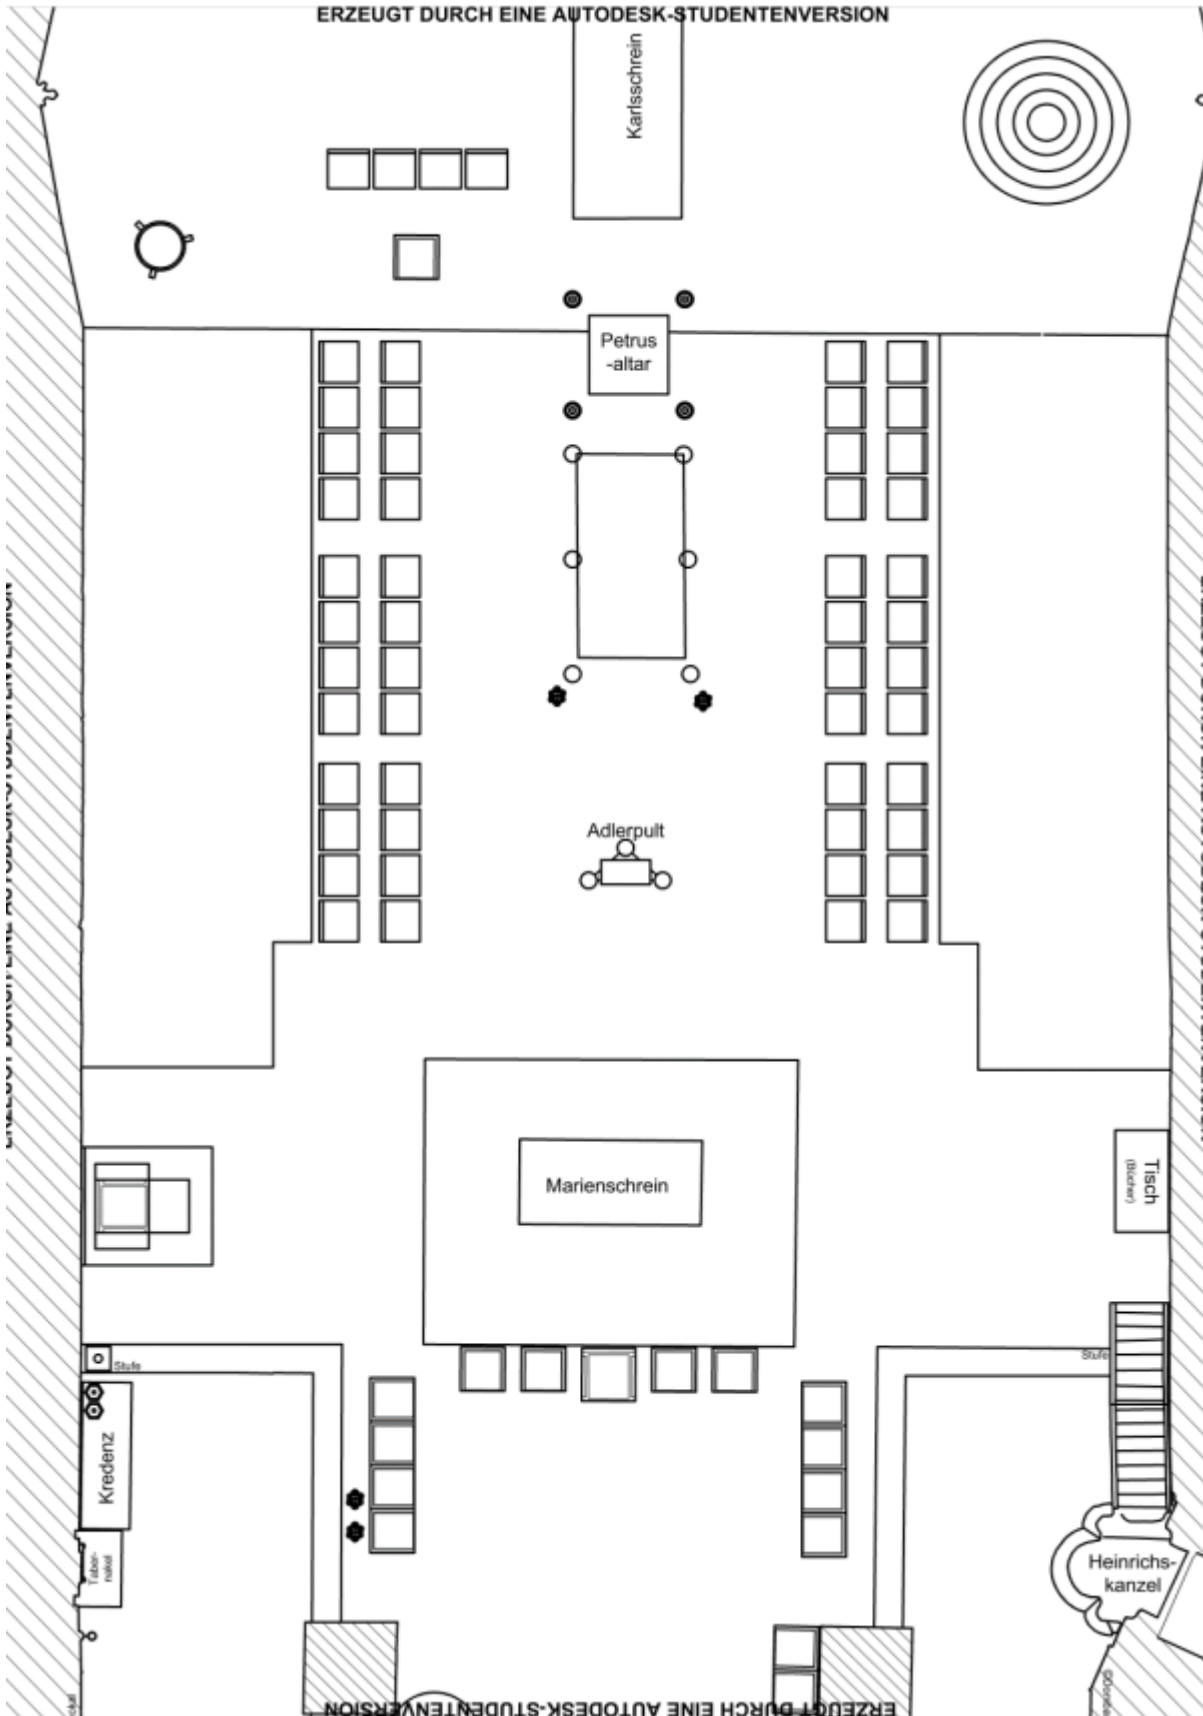 ERZEUGT DURCH EINE AUTODESK-STUDENTENVERSION
Karlsschrein
Petrus
-altar
Adlerpult
Marienschrein
Tisch
(Bücher)
Stufe
Stufe
Kredenz
Taber-
nakel
Heinrichs-
kanzel
ERZEUGT DURCH EINE AUTODESK-STUDENTENVERSION